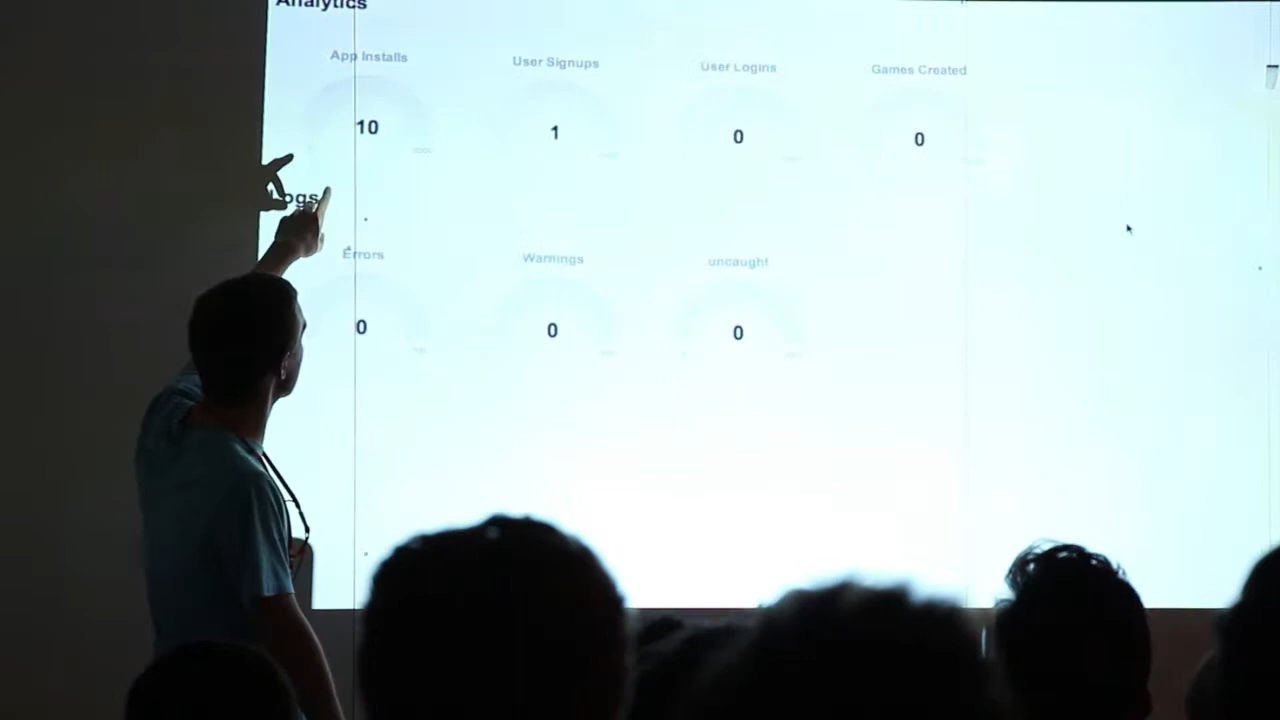 Analytics
App Installs
User Signups
User Logins
Games Created
10
1
0
0
Logs
Errors
Warnings
uncaught
0
0
0